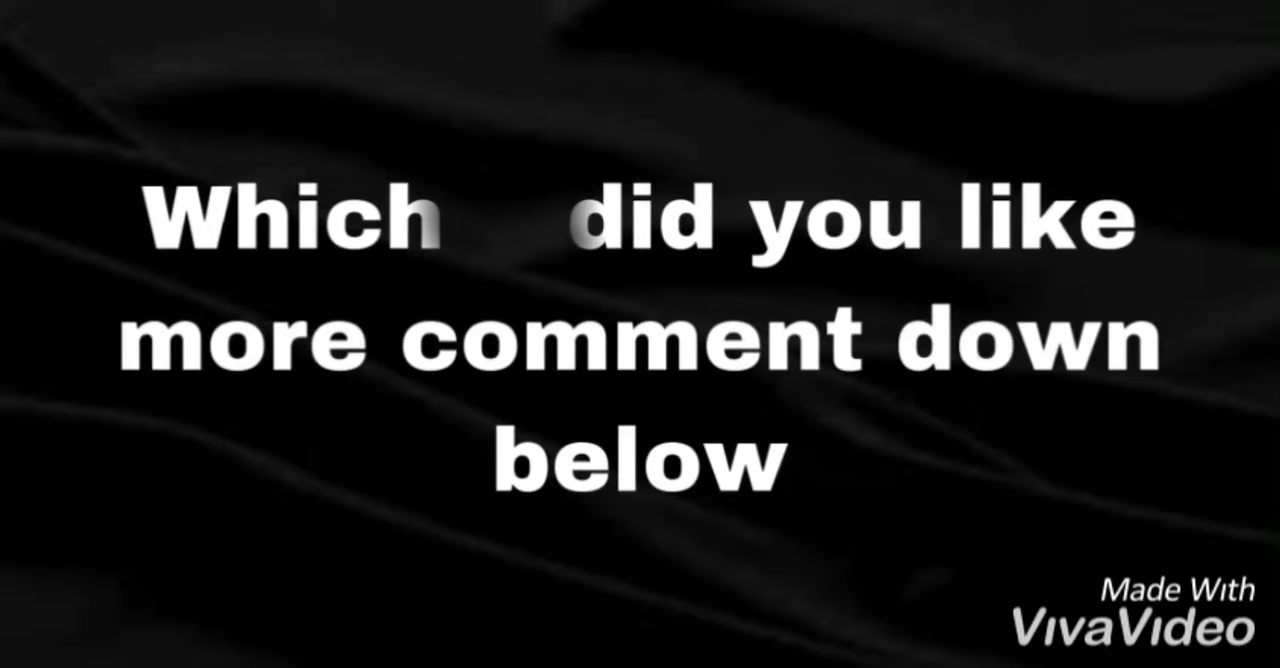 Which did you like
more comment down
below
Made With
VivaVideo